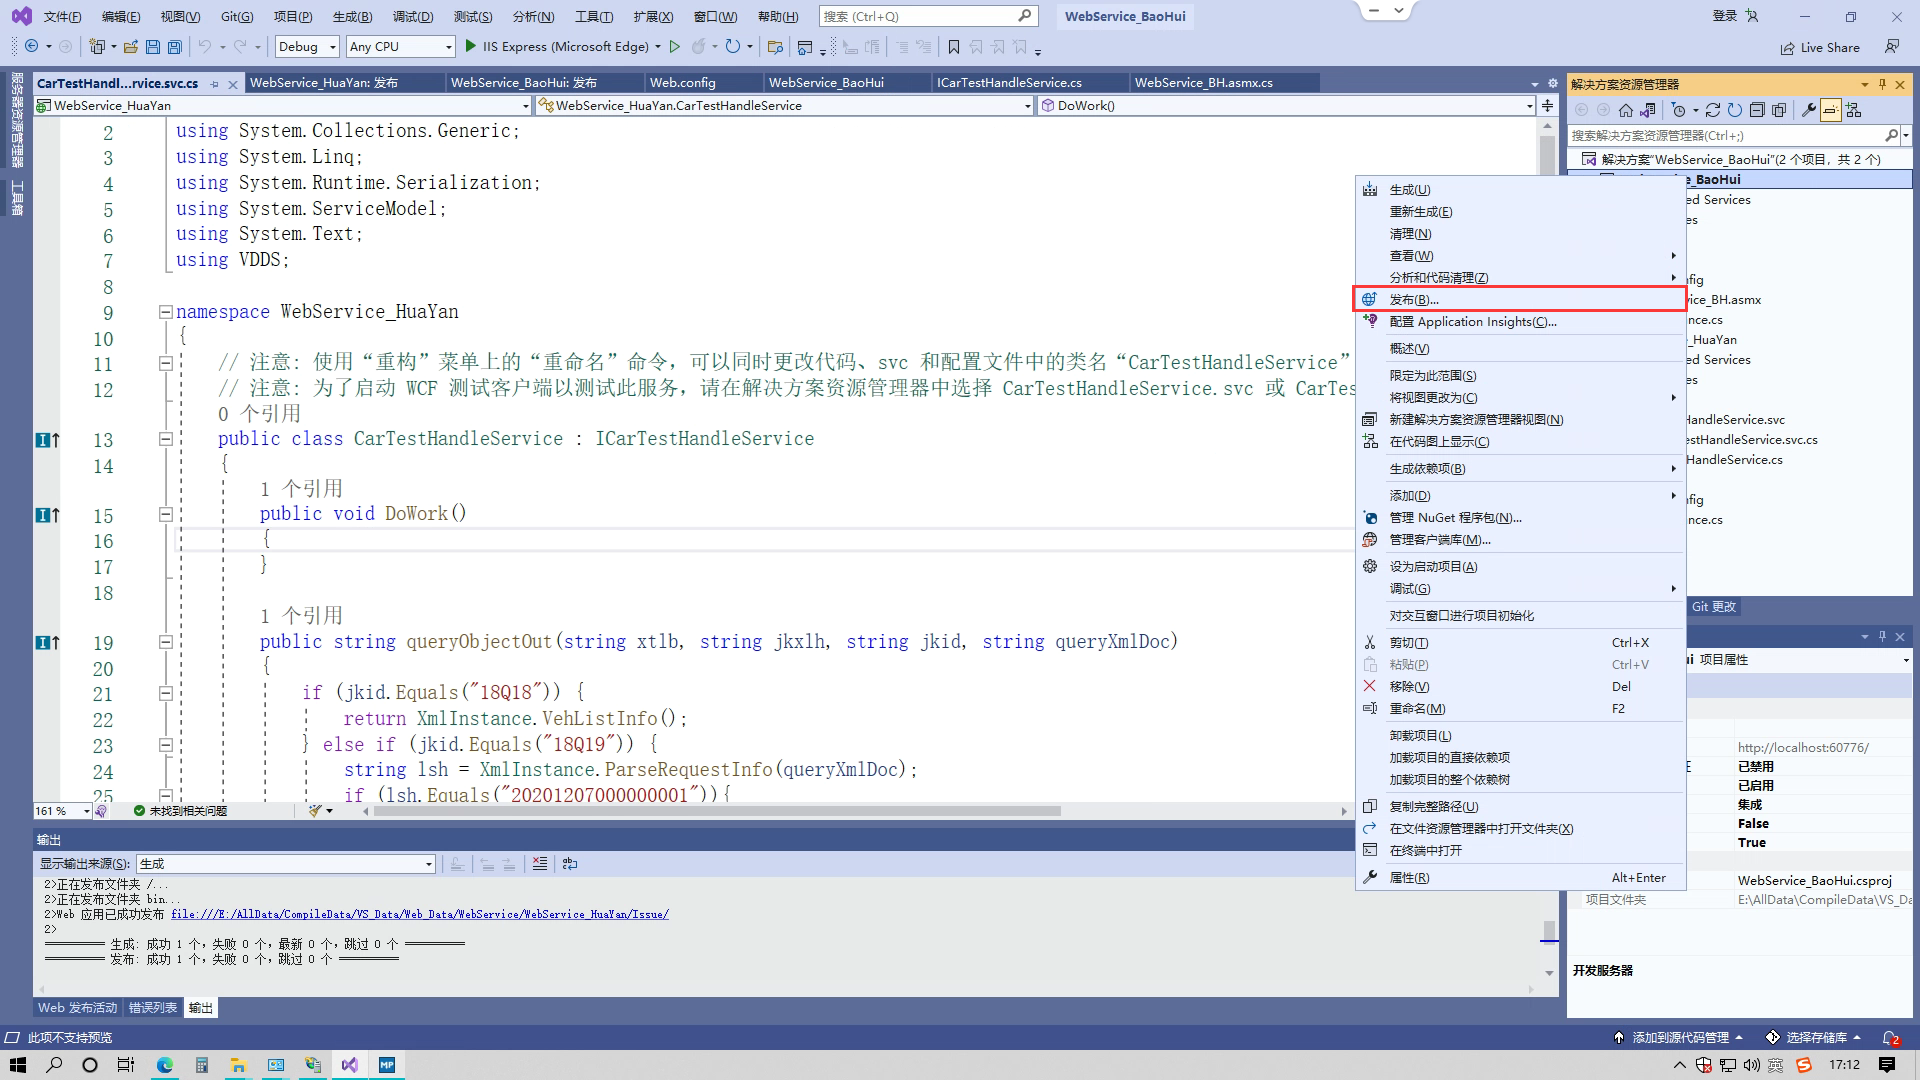 文件(F) 编辑(E) 视图(V) Git(G) 项目(P) 生成(B) 调试(D) 测试(S) 分析(N) 工具(T) 扩展(X) 窗口(W) 帮助(H) 搜索 (Ctrl+Q) WebService_BaoHui 登录
Debug Any CPU IIS Express (Microsoft Edge) Live Share
服务器资源管理器
工具箱
CarTestHandl...rvice.svc.cs WebService_HuaYan: 发布 WebService_BaoHui: 发布 Web.config WebService_BaoHui ICarTestHandleService.cs WebService_BH.asmx.cs
WebService_HuaYan WebService_HuaYan.CarTestHandleService DoWork()
2 using System.Collections.Generic;
3 using System.Linq;
4 using System.Runtime.Serialization;
5 using System.ServiceModel;
6 using System.Text;
7 using VDDS;
8
9 namespace WebService_HuaYan
10 {
11 // 注意: 使用“重构”菜单上的“重命名”命令，可以同时更改代码、svc 和配置文件中的类名“CarTestHandleService”
12 // 注意: 为了启动 WCF 测试客户端以测试此服务，请在解决方案资源管理器中选择 CarTestHandleService.svc 或 CarTes
0 个引用
13 public class CarTestHandleService : ICarTestHandleService
14 {
1 个引用
15 public void DoWork()
16 {
17 }
18
1 个引用
19 public string queryObjectOut(string xtlb, string jkxlh, string jkid, string queryXmlDoc)
20 {
21 if (jkid.Equals("18Q18")) {
22 return XmlInstance.VehListInfo();
23 } else if (jkid.Equals("18Q19")) {
24 string lsh = XmlInstance.ParseRequestInfo(queryXmlDoc);
25 if (lsh.Equals("20201207000000001")){
161 % 未找到相关问题
输出
显示输出来源(S): 生成
2>正在发布文件夹 /...
2>正在发布文件夹 bin...
2>Web 应用已成功发布 file:///E:/AllData/CompileData/VS_Data/Web_Data/WebService/WebService_HuaYan/Issue/
2>
========== 生成: 成功 1 个，失败 0 个，最新 0 个，跳过 0 个 ==========
========== 发布: 成功 1 个，失败 0 个，跳过 0 个 ==========
Web 发布活动 错误列表 输出
生成(U)
重新生成(E)
清理(N)
查看(W)
分析和代码清理(Z)
发布(B)...
配置 Application Insights(C)...
概述(V)
限定为此范围(S)
将视图更改为(C)
新建解决方案资源管理器视图(N)
在代码图上显示(C)
生成依赖项(B)
添加(D)
管理 NuGet 程序包(N)...
管理客户端库(M)...
设为启动项目(A)
调试(G)
对交互窗口进行项目初始化
剪切(T) Ctrl+X
粘贴(P) Ctrl+V
移除(V) Del
重命名(M) F2
卸载项目(L)
加载项目的直接依赖项
加载项目的整个依赖树
复制完整路径(U)
在文件资源管理器中打开文件夹(X)
在终端中打开
属性(R) Alt+Enter
解决方案资源管理器
搜索解决方案资源管理器(Ctrl+;)
解决方案"WebService_BaoHui"(2 个项目，共 2 个)
e_BaoHui
ed Services
es
fig
ice_BH.asmx
nce.cs
_HuaYan
ed Services
es
HandleService.svc
estHandleService.svc.cs
HandleService.cs
fig
nce.cs
Git 更改
ui 项目属性
http://localhost:60776/
已禁用
已启用
集成
False
True
WebService_BaoHui.csproj
项目文件夹 E:\AllData\CompileData\VS_Da
开发服务器
此项不支持预览 添加到源代码管理 选择存储库 2
MP 英 17:12